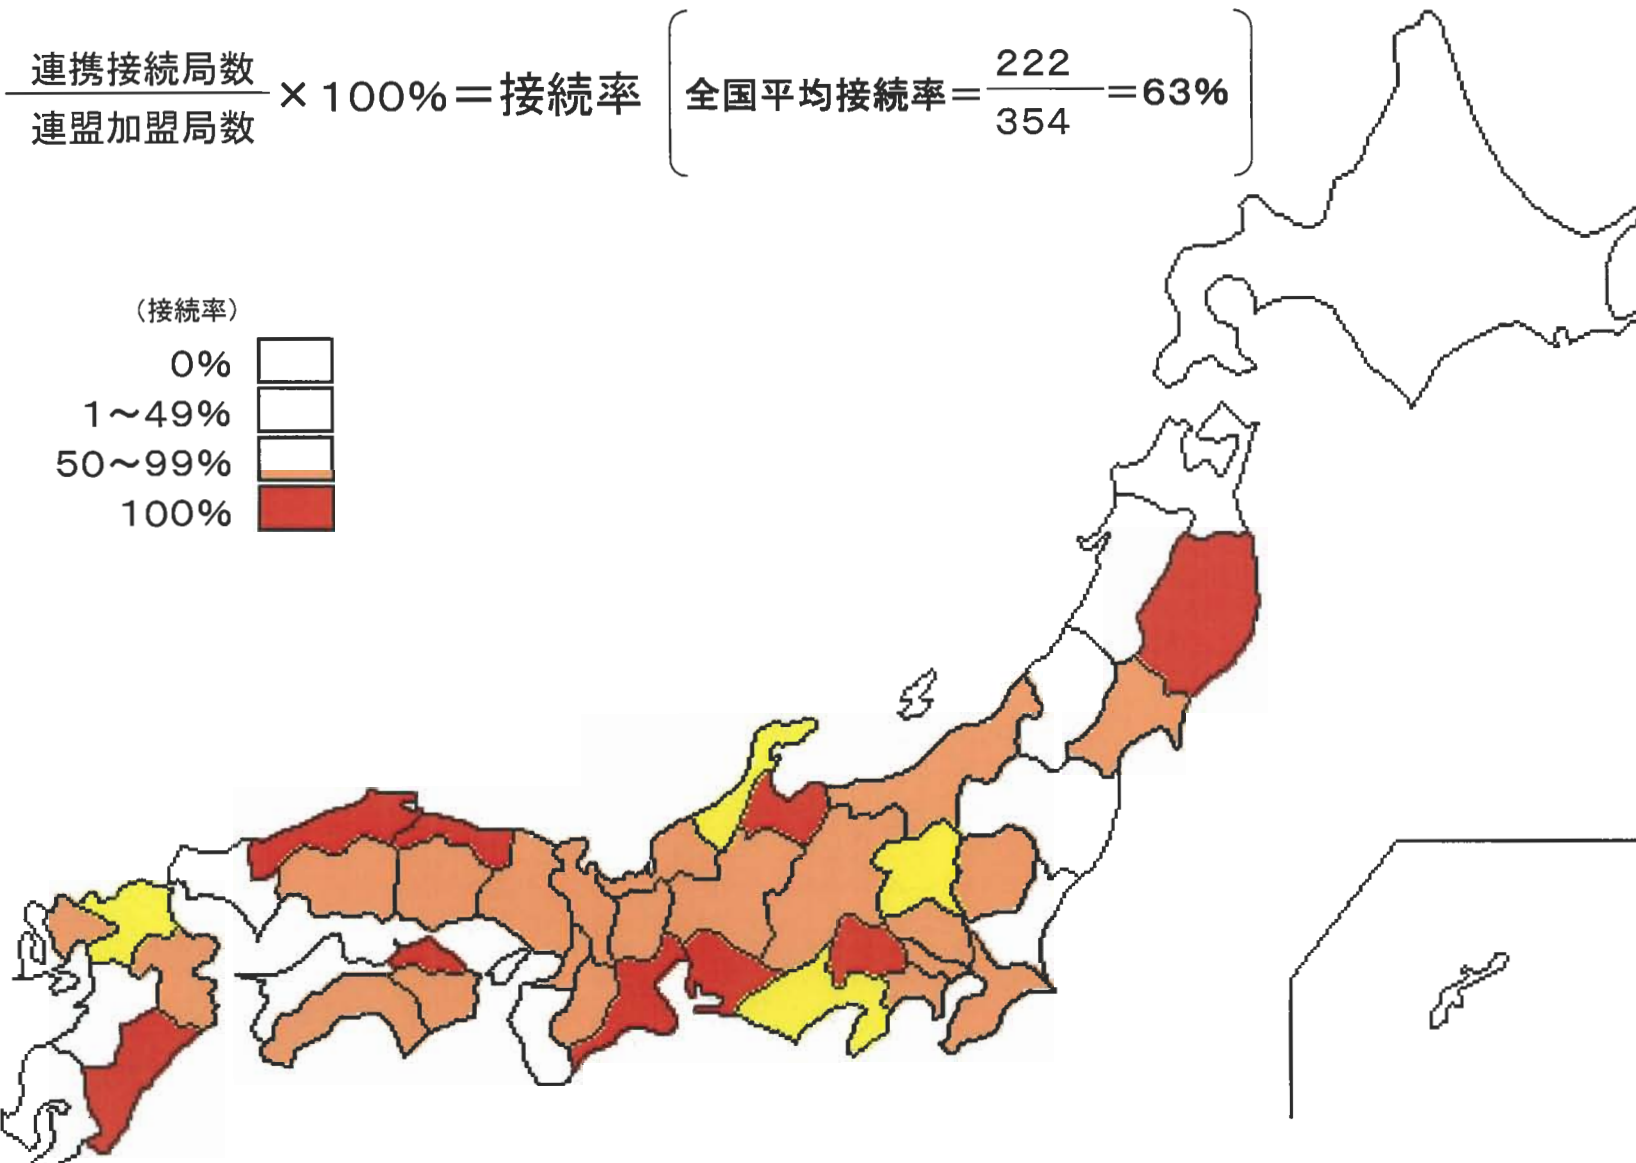 連携接続局数
連盟加盟局数
×100%=接続率
全国平均接続率=222/354=63%
(接続率)
0%
1~49%
50~99%
100%